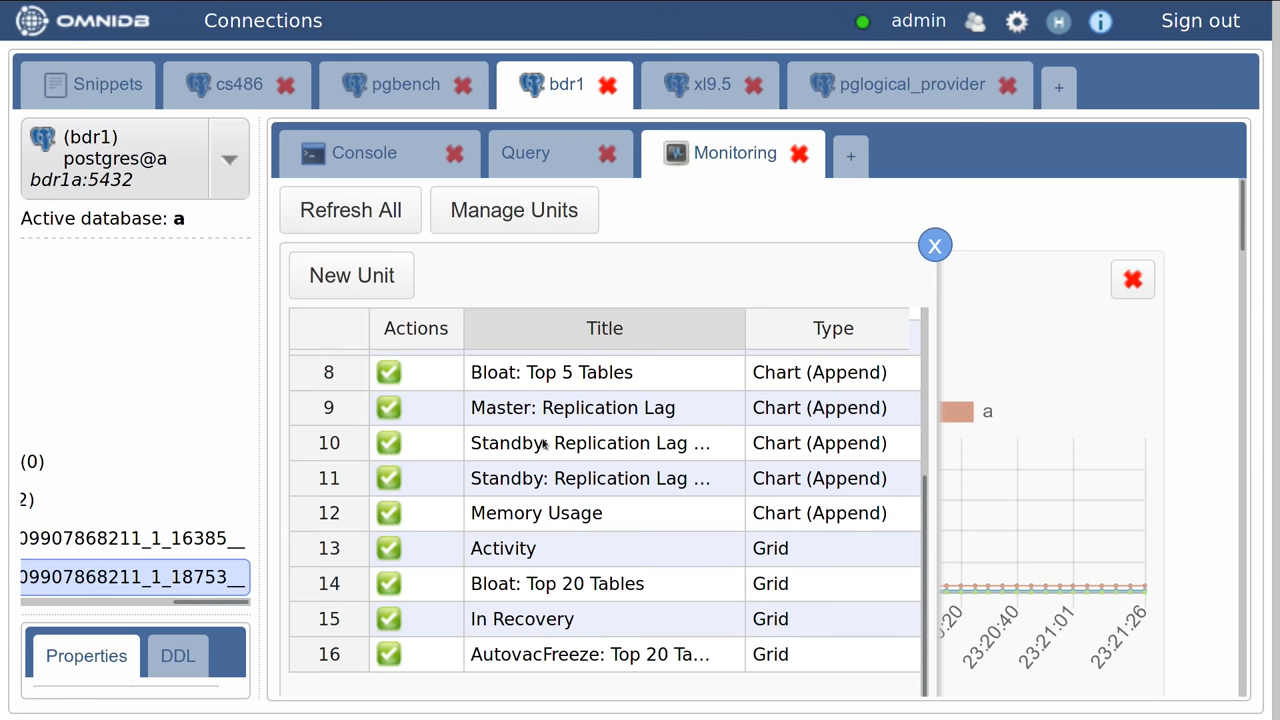 OMNIDB Connections admin H i Sign out
Snippets cs486 pgbench bdr1 xl9.5 pglogical_provider +
(bdr1)
postgres@a
bdr1a:5432
Active database: a
(0)
2)
09907868211_1_16385__
09907868211_1_18753__
Properties DDL
Console Query Monitoring +
Refresh All Manage Units
X
New Unit
Actions Title Type
8 Bloat: Top 5 Tables Chart (Append)
9 Master: Replication Lag Chart (Append)
10 Standby: Replication Lag ... Chart (Append)
11 Standby: Replication Lag ... Chart (Append)
12 Memory Usage Chart (Append)
13 Activity Grid
14 Bloat: Top 20 Tables Grid
15 In Recovery Grid
16 AutovacFreeze: Top 20 Ta... Grid
a
:20
23:20:40
23:21:01
23:21:26